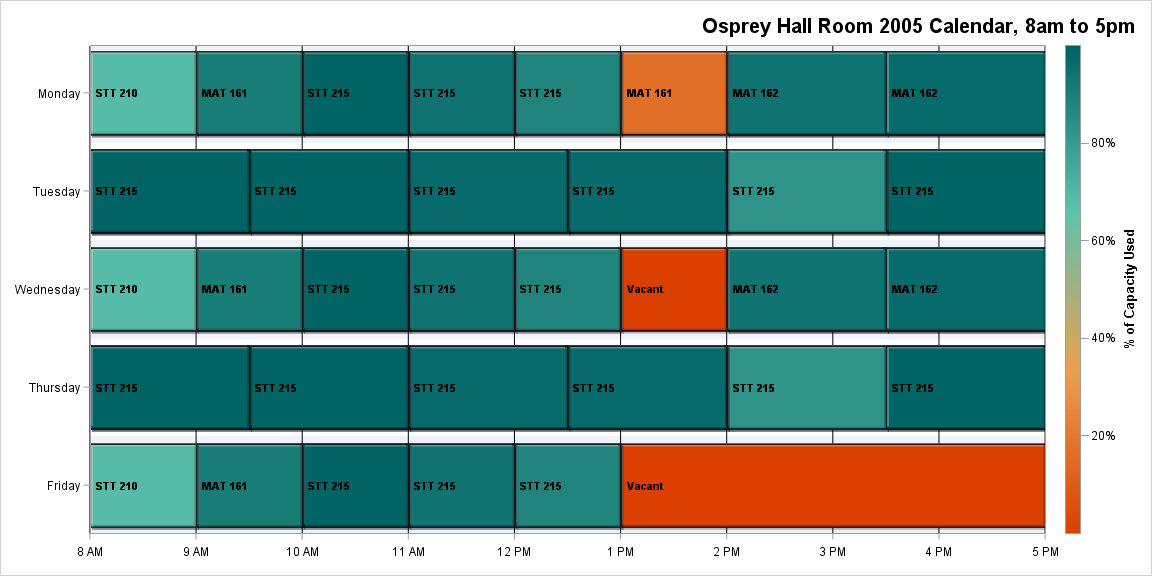 Osprey Hall Room 2005 Calendar, 8am to 5pm
Monday
STT 210
MAT 161
STT 215
STT 215
STT 215
MAT 161
MAT 162
MAT 162
Tuesday
STT 215
STT 215
STT 215
STT 215
STT 215
STT 215
Wednesday
STT 210
MAT 161
STT 215
STT 215
STT 215
Vacant
MAT 162
MAT 162
Thursday
STT 215
STT 215
STT 215
STT 215
STT 215
STT 215
Friday
STT 210
MAT 161
STT 215
STT 215
STT 215
Vacant
8 AM
9 AM
10 AM
11 AM
12 PM
1 PM
2 PM
3 PM
4 PM
5 PM
80%
60%
40%
20%
% of Capacity Used